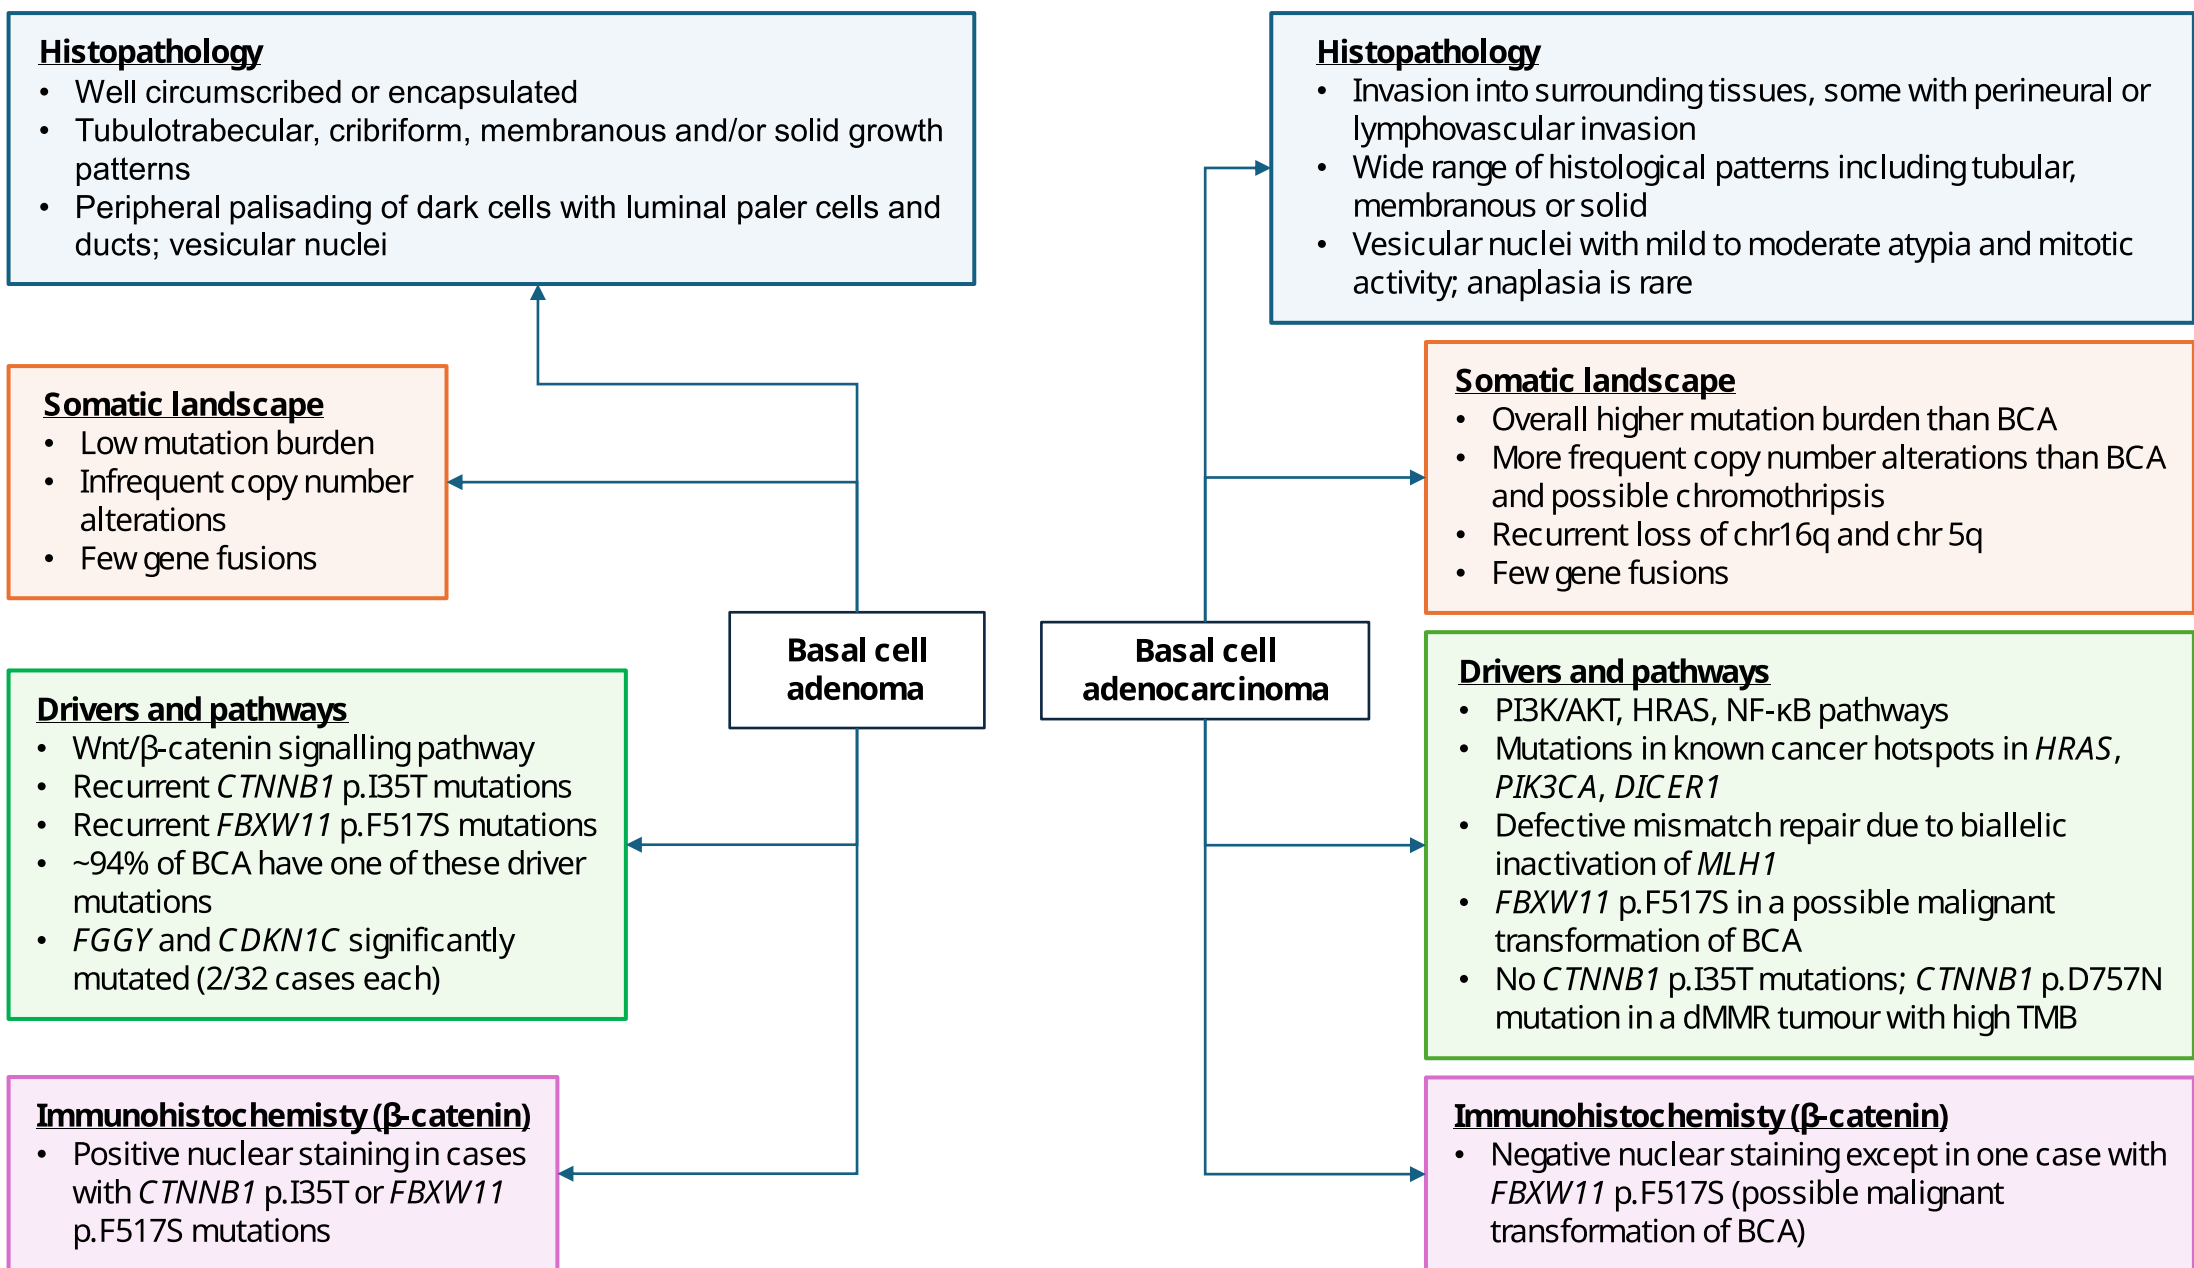 Histopathology
• Well circumscribed or encapsulated
• Tubulotrabecular, cribriform, membranous and/or solid growth
patterns
• Peripheral palisading of dark cells with luminal paler cells and
ducts; vesicular nuclei
Somatic landscape
• Low mutation burden
• Infrequent copy number
alterations
• Few gene fusions
Basal cell
adenoma
Drivers and pathways
• Wnt/β-catenin signalling pathway
• Recurrent CTNNB1 p.I35T mutations
• Recurrent FBXW11 p.F517S mutations
• ~94% of BCA have one of these driver
mutations
• FGGY and CDKN1C significantly
mutated (2/32 cases each)
Immunohistochemisty (β-catenin)
• Positive nuclear staining in cases
with CTNNB1 p.I35T or FBXW11
p.F517S mutations
Histopathology
• Invasion into surrounding tissues, some with perineural or
lymphovascular invasion
• Wide range of histological patterns including tubular,
membranous or solid
• Vesicular nuclei with mild to moderate atypia and mitotic
activity; anaplasia is rare
Somatic landscape
• Overall higher mutation burden than BCA
• More frequent copy number alterations than BCA
and possible chromothripsis
• Recurrent loss of chr16q and chr 5q
• Few gene fusions
Basal cell
adenocarcinoma
Drivers and pathways
• PI3K/AKT, HRAS, NF-κB pathways
• Mutations in known cancer hotspots in HRAS,
PIK3CA, DICER1
• Defective mismatch repair due to biallelic
inactivation of MLH1
• FBXW11 p.F517S in a possible malignant
transformation of BCA
• No CTNNB1 p.I35T mutations; CTNNB1 p.D757N
mutation in a dMMR tumour with high TMB
Immunohistochemisty (β-catenin)
• Negative nuclear staining except in one case with
FBXW11 p.F517S (possible malignant
transformation of BCA)